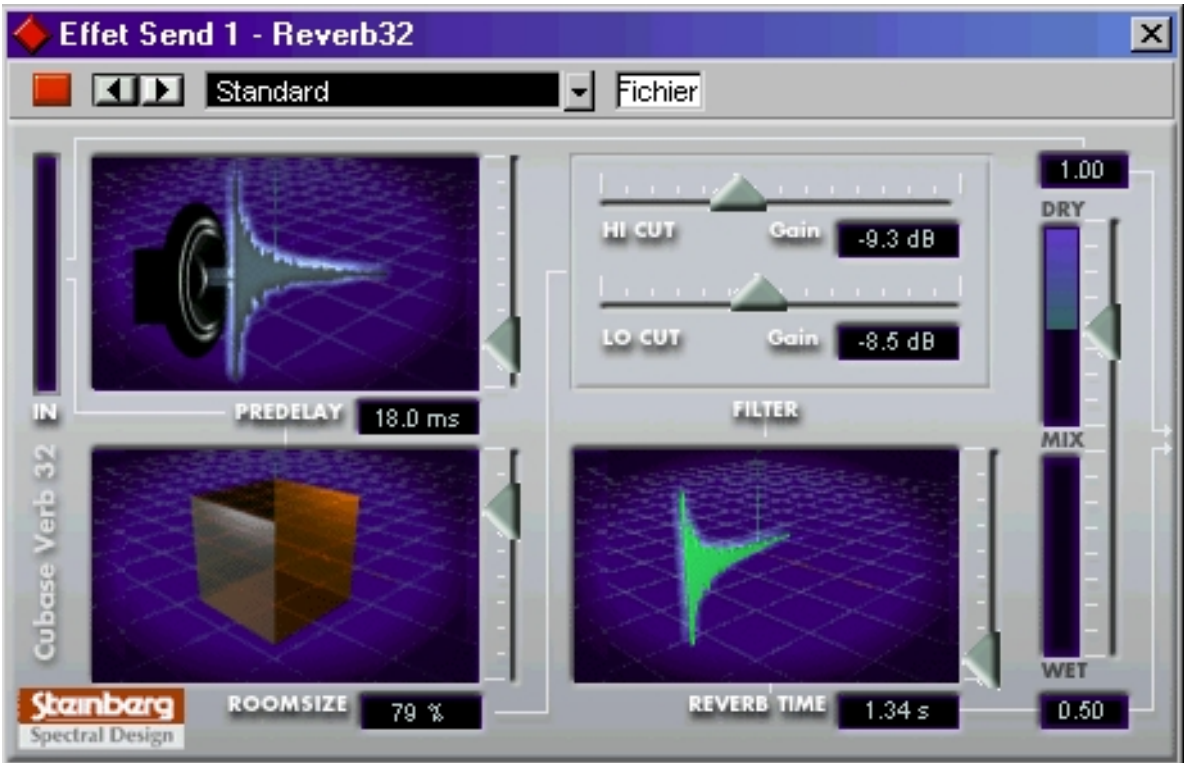 Effet Send 1 - Reverb32
Standard
Fichier
1.00
DRY
HI CUT Gain -9.3 dB
LO CUT Gain -8.5 dB
IN
PREDELAY 18.0 ms
FILTER
MIX
Cubase Verb 32
WET
Steinberg
Spectral Design
ROOMSIZE 79 %
REVERB TIME 1.34 s
0.50